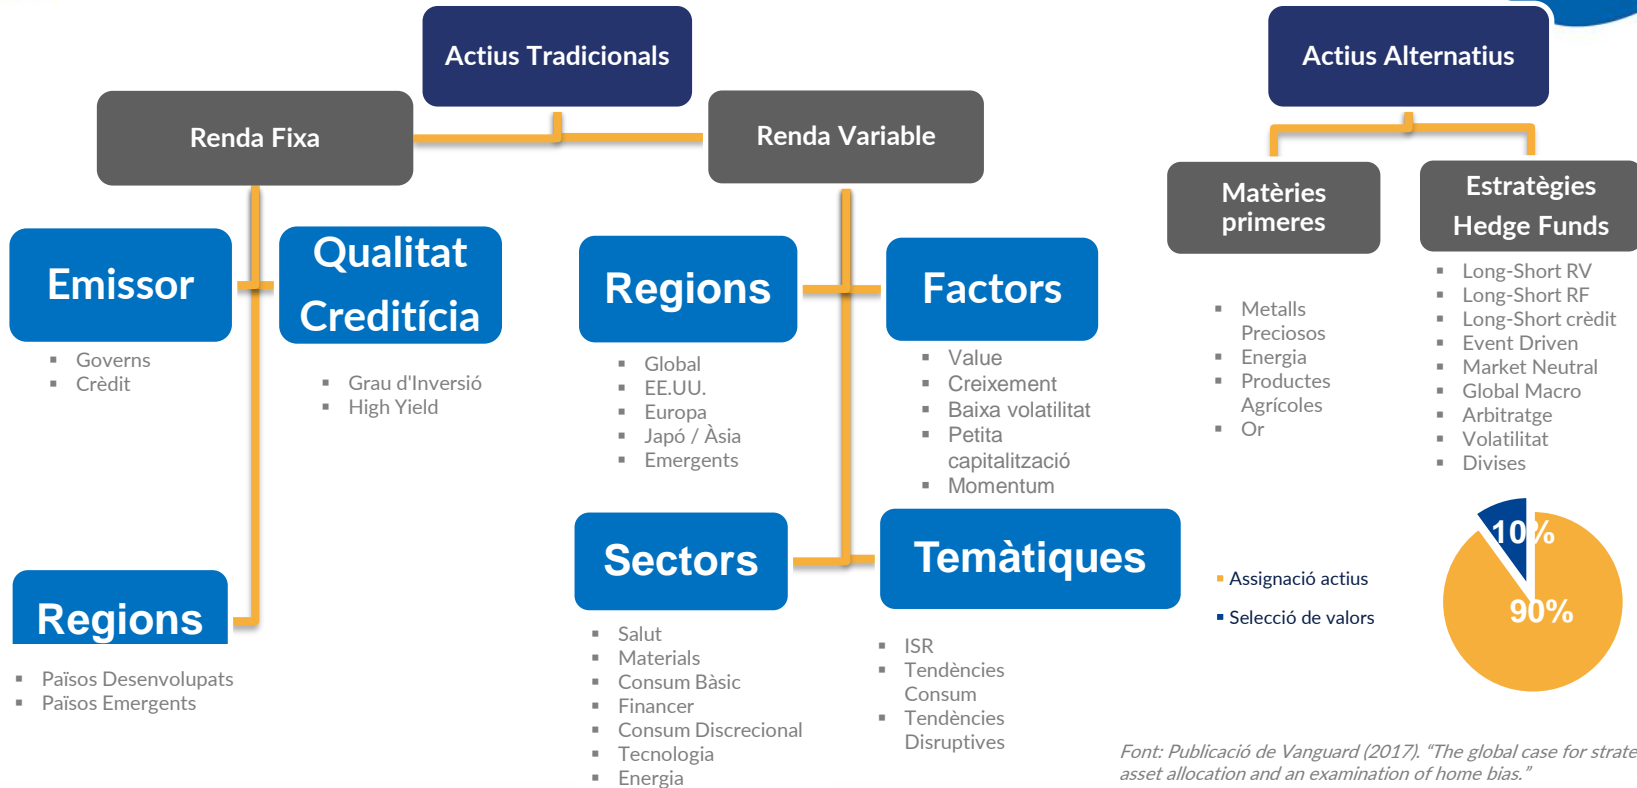 Actius Tradicionals
Renda Fixa
Renda Variable
Emissor
▪ Governs
▪ Crèdit
Qualitat
Creditícia
▪ Grau d'Inversió
▪ High Yield
Regions
▪ Països Desenvolupats
▪ Països Emergents
Regions
▪ Global
▪ EE.UU.
▪ Europa
▪ Japó / Àsia
▪ Emergents
Factors
▪ Value
▪ Creixement
▪ Baixa volatilitat
▪ Petita
capitalització
▪ Momentum
Sectors
▪ Salut
▪ Materials
▪ Consum Bàsic
▪ Financer
▪ Consum Discrecional
▪ Tecnologia
▪ Energia
Temàtiques
▪ ISR
▪ Tendències
Consum
▪ Tendències
Disruptives
Actius Alternatius
Matèries
primeres
▪ Metalls
Preciosos
▪ Energia
▪ Productes
Agrícoles
▪ Or
Estratègies
Hedge Funds
▪ Long-Short RV
▪ Long-Short RF
▪ Long-Short crèdit
▪ Event Driven
▪ Market Neutral
▪ Global Macro
▪ Arbitratge
▪ Volatilitat
▪ Divises
▪ Assignació actius
▪ Selecció de valors
10%
90%
Font: Publicació de Vanguard (2017). “The global case for strate
asset allocation and an examination of home bias.”